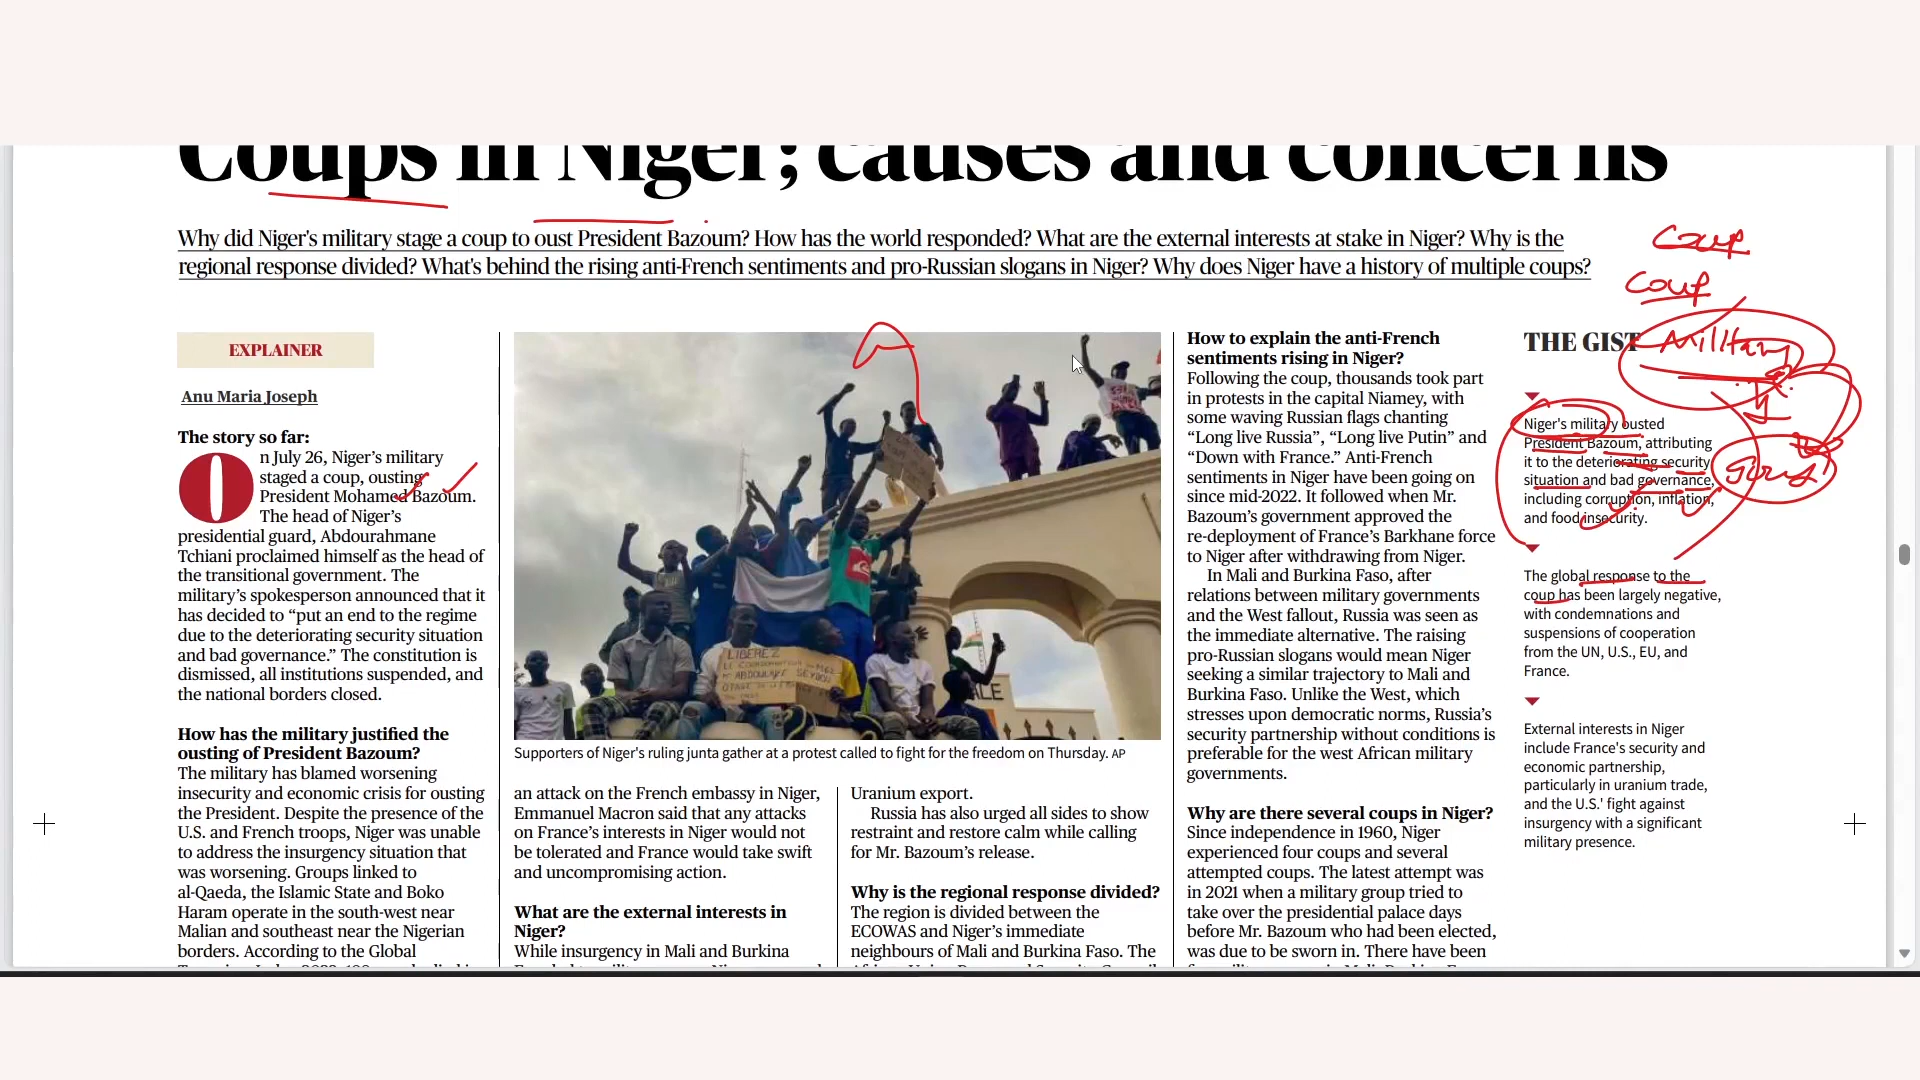 Coups in Niger; causes and concerns
Why did Niger's military stage a coup to oust President Bazoum? How has the world responded? What are the external interests at stake in Niger? Why is the
regional response divided? What's behind the rising anti-French sentiments and pro-Russian slogans in Niger? Why does Niger have a history of multiple coups?
EXPLAINER
Anu Maria Joseph
The story so far:
On July 26, Niger's military
staged a coup, ousting
President Mohamed Bazoum.
The head of Niger's
presidential guard, Abdourahmane
Tchiani proclaimed himself as the head of
the transitional government. The
military's spokesperson announced that it
has decided to “put an end to the regime
due to the deteriorating security situation
and bad governance.” The constitution is
dismissed, all institutions suspended, and
the national borders closed.
How has the military justified the
ousting of President Bazoum?
The military has blamed worsening
insecurity and economic crisis for ousting
the President. Despite the presence of the
U.S. and French troops, Niger was unable
to address the insurgency situation that
was worsening. Groups linked to
al-Qaeda, the Islamic State and Boko
Haram operate in the south-west near
Malian and southeast near the Nigerian
borders. According to the Global
LIBEREZ
Supporters of Niger's ruling junta gather at a protest called to fight for the freedom on Thursday. AP
an attack on the French embassy in Niger,
Emmanuel Macron said that any attacks
on France's interests in Niger would not
be tolerated and France would take swift
and uncompromising action.
What are the external interests in
Niger?
While insurgency in Mali and Burkina
Uranium export.
Russia has also urged all sides to show
restraint and restore calm while calling
for Mr. Bazoum's release.
Why is the regional response divided?
The region is divided between the
ECOWAS and Niger's immediate
neighbours of Mali and Burkina Faso. The
How to explain the anti-French
sentiments rising in Niger?
Following the coup, thousands took part
in protests in the capital Niamey, with
some waving Russian flags chanting
“Long live Russia”, “Long live Putin” and
“Down with France.” Anti-French
sentiments in Niger have been going on
since mid-2022. It followed when Mr.
Bazoum's government approved the
re-deployment of France's Barkhane force
to Niger after withdrawing from Niger.
In Mali and Burkina Faso, after
relations between military governments
and the West fallout, Russia was seen as
the immediate alternative. The raising
pro-Russian slogans would mean Niger
seeking a similar trajectory to Mali and
Burkina Faso. Unlike the West, which
stresses upon democratic norms, Russia's
security partnership without conditions is
preferable for the west African military
governments.
Why are there several coups in Niger?
Since independence in 1960, Niger
experienced four coups and several
attempted coups. The latest attempt was
in 2021 when a military group tried to
take over the presidential palace days
before Mr. Bazoum who had been elected,
was due to be sworn in. There have been
Coup
Coup
Military
THE GIST
Niger's military ousted
President Bazoum, attributing
it to the deteriorating security
situation and bad governance,
including corruption, inflation,
and food insecurity.
The global response to the
coup has been largely negative,
with condemnations and
suspensions of cooperation
from the UN, U.S., EU, and
France.
External interests in Niger
include France's security and
economic partnership,
particularly in uranium trade,
and the U.S.' fight against
insurgency with a significant
military presence.